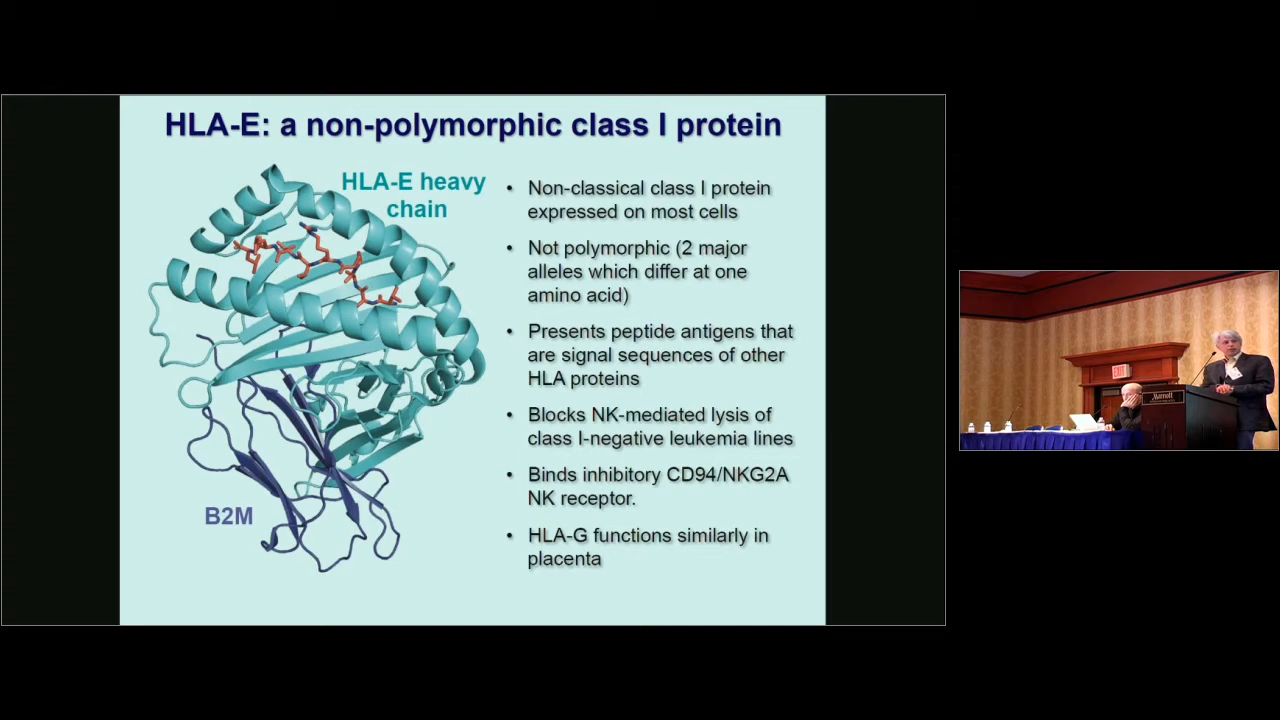 HLA-E: a non-polymorphic class I protein
HLA-E heavy
chain
B2M
• Non-classical class I protein
expressed on most cells
• Not polymorphic (2 major
alleles which differ at one
amino acid)
• Presents peptide antigens that
are signal sequences of other
HLA proteins
• Blocks NK-mediated lysis of
class I-negative leukemia lines
• Binds inhibitory CD94/NKG2A
NK receptor.
• HLA-G functions similarly in
placenta
EXIT
Marriott